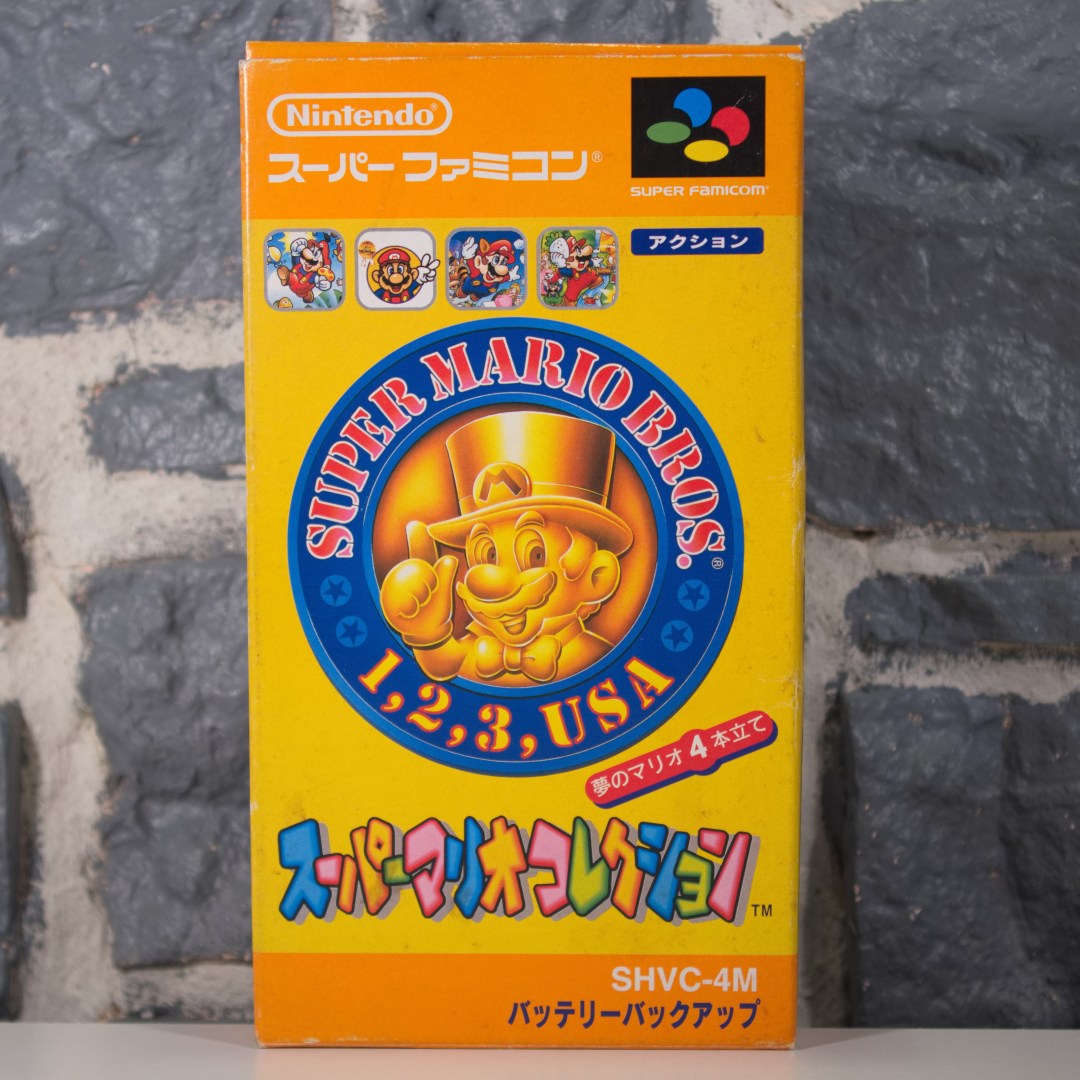 Nintendo®
スーパーファミコン®
SUPER FAMICOM
アクション
SUPER MARIO BROS.®
M
1,2,3,USA
夢のマリオ4本立て
スーパーマリオコレクション™
SHVC-4M
バッテリーバックアップ